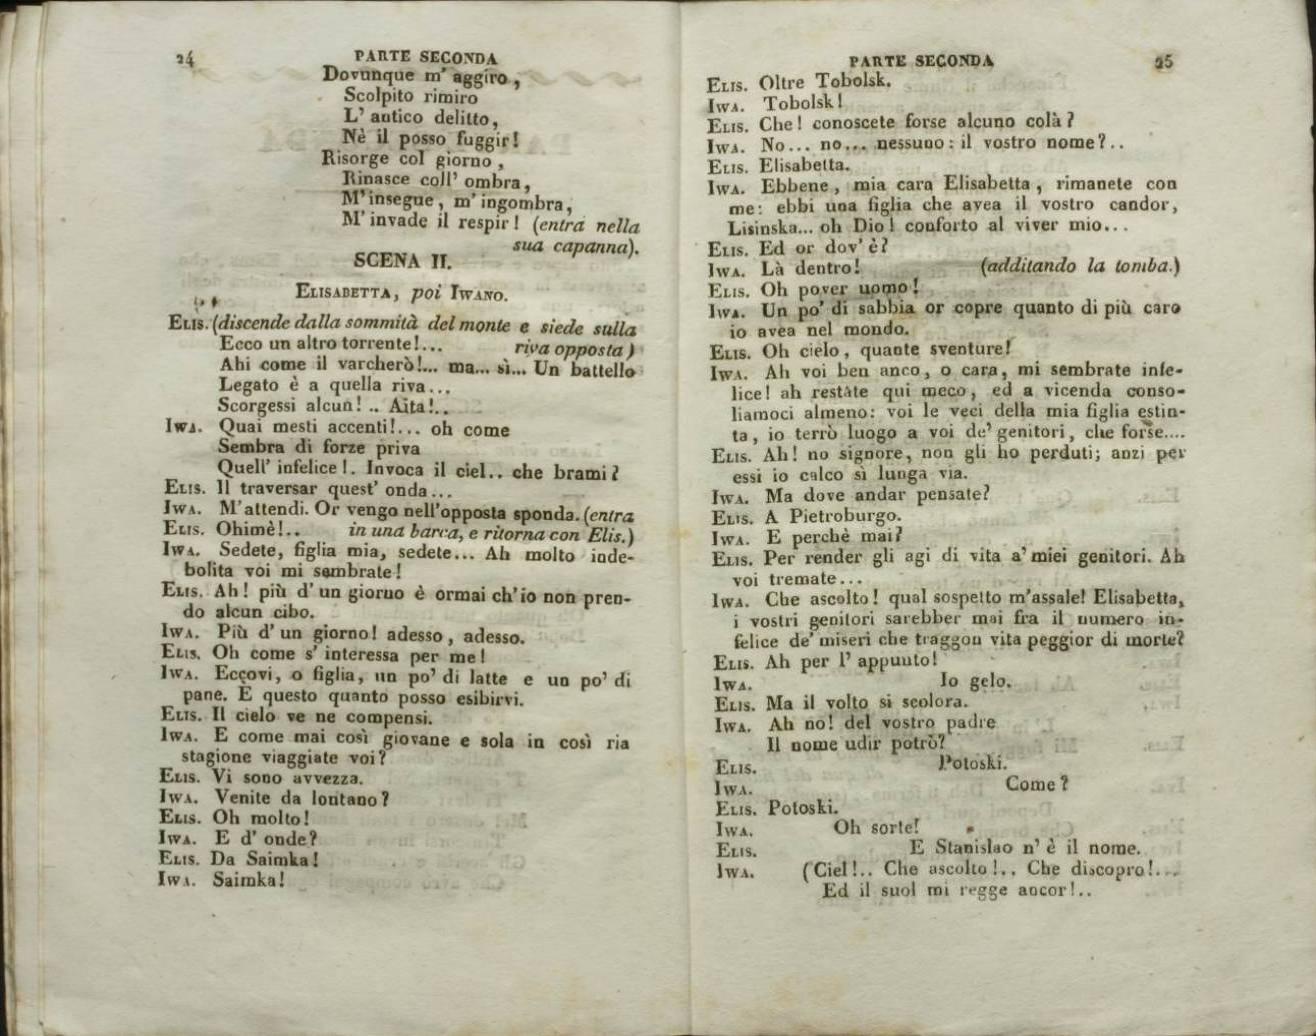 24 PARTE SECONDA
Dovunque m' aggiro,
Scolpito rimiro
L' antico delitto,
Nè il posso fuggir!
Risorge col giorno,
Rinasce coll' ombra,
M' insegue, m' ingombra,
M' invade il respir! (entra nella
sua capanna).
SCENA II.
ELISABETTA, poi IWANO.
ELIS. (discende dalla sommità del monte e siede sulla
Ecco un altro torrente!... riva opposta)
Ahi come il varcherò!... ma... sì... Un battello
Legato è a quella riva...
Scorgessi alcun! .. Aita!..
IWA. Quai mesti accenti!... oh come
Sembra di forze priva
Quell' infelice!. Invoca il ciel.. che brami?
ELIS. Il traversar quest' onda...
IWA. M'attendi. Or vengo nell'opposta sponda. (entra
ELIS. Ohimè!.. in una barca, e ritorna con Elis.)
IWA. Sedete, figlia mia, sedete... Ah molto inde-
bolita voi mi sembrate!
ELIS. Ah! più d' un giorno è ormai ch'io non pren-
do alcun cibo.
IWA. Più d' un giorno! adesso, adesso.
ELIS. Oh come s' interessa per me!
IWA. Eccovi, o figlia, un po' di latte e un po' di
pane. E questo quanto posso esibirvi.
ELIS. Il cielo ve ne compensi.
IWA. E come mai così giovane e sola in così ria
stagione viaggiate voi?
ELIS. Vi sono avvezza.
IWA. Venite da lontano?
ELIS. Oh molto!
IWA. E d' onde?
ELIS. Da Saimka!
IWA. Saimka!
PARTE SECONDA 25
ELIS. Oltre Tobolsk.
IWA. Tobolsk!
ELIS. Che! conoscete forse alcuno colà?
IWA. No... no... nessuno: il vostro nome?..
ELIS. Elisabetta.
IWA. Ebbene, mia cara Elisabetta, rimanete con
me: ebbi una figlia che avea il vostro candor,
Lisinska... oh Dio! conforto al viver mio...
ELIS. Ed or dov' è?
IWA. Là dentro! (additando la tomba.)
ELIS. Oh pover uomo!
IWA. Un po' di sabbia or copre quanto di più caro
io avea nel mondo.
ELIS. Oh cielo, quante sventure!
IWA. Ah voi ben anco, o cara, mi sembrate infe-
lice! ah restate qui meco, ed a vicenda conso-
liamoci almeno: voi le veci della mia figlia estin-
ta, io terrò luogo a voi de' genitori, che forse....
ELIS. Ah! no signore, non gli ho perduti; anzi per
essi io calco sì lunga via.
IWA. Ma dove andar pensate?
ELIS. A Pietroburgo.
IWA. E perchè mai?
ELIS. Per render gli agi di vita a' miei genitori. Ah
voi tremate...
IWA. Che ascolto! qual sospetto m'assale! Elisabetta,
i vostri genitori sarebber mai fra il numero in-
felice de' miseri che traggon vita peggior di morte?
ELIS. Ah per l' appunto!
IWA. Io gelo.
ELIS. Ma il volto si scolora.
IWA. Ah no! del vostro padre
Il nome udir potrò?
ELIS. Potoski.
IWA. Come?
ELIS. Potoski.
IWA. Oh sorte!
ELIS. E Stanislao n' è il nome.
IWA. (Ciel!.. Che ascolto!.. Che discopro!...
Ed il suol mi regge ancor!..